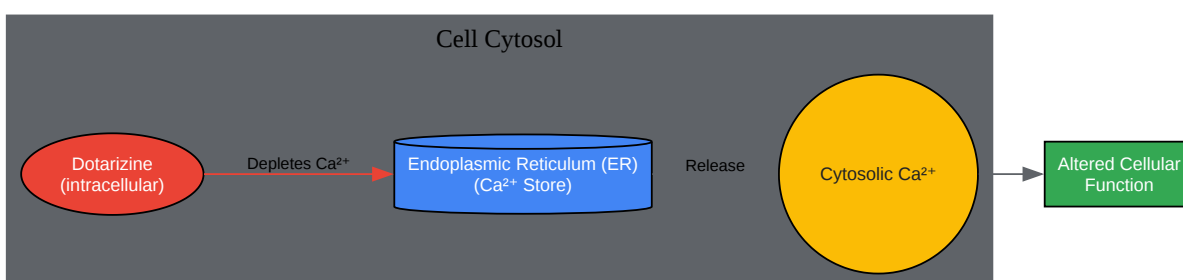 Cell Cytosol
Dotarizine
(intracellular)
Depletes Ca²⁺
Endoplasmic Reticulum (ER)
(Ca²⁺ Store)
Release
Cytosolic Ca²⁺
Altered Cellular
Function